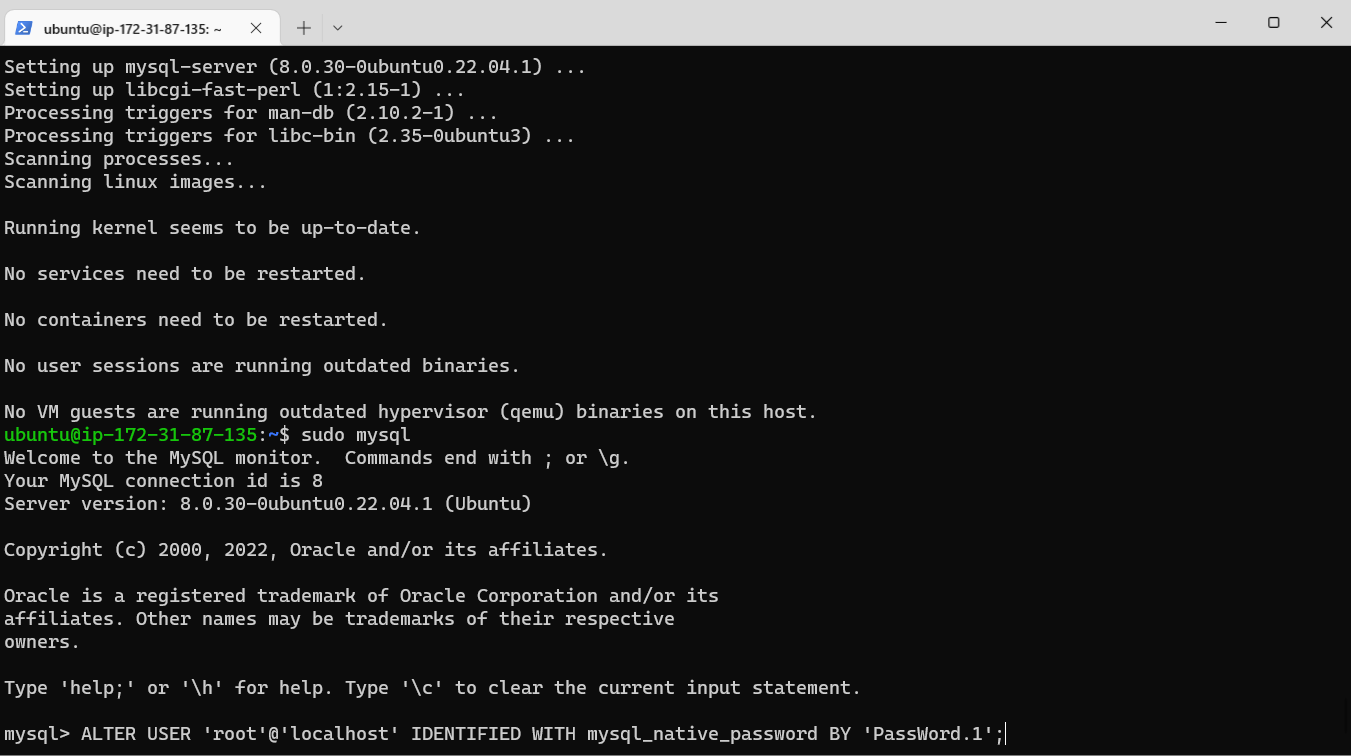 ubuntu@ip-172-31-87-135: ~
Setting up mysql-server (8.0.30-0ubuntu0.22.04.1) ...
Setting up libcgi-fast-perl (1:2.15-1) ...
Processing triggers for man-db (2.10.2-1) ...
Processing triggers for libc-bin (2.35-0ubuntu3) ...
Scanning processes...
Scanning linux images...
Running kernel seems to be up-to-date.
No services need to be restarted.
No containers need to be restarted.
No user sessions are running outdated binaries.
No VM guests are running outdated hypervisor (qemu) binaries on this host.
ubuntu@ip-172-31-87-135:~$ sudo mysql
Welcome to the MySQL monitor.  Commands end with ; or \g.
Your MySQL connection id is 8
Server version: 8.0.30-0ubuntu0.22.04.1 (Ubuntu)
Copyright (c) 2000, 2022, Oracle and/or its affiliates.
Oracle is a registered trademark of Oracle Corporation and/or its
affiliates. Other names may be trademarks of their respective
owners.
Type 'help;' or '\h' for help. Type '\c' to clear the current input statement.
mysql> ALTER USER 'root'@'localhost' IDENTIFIED WITH mysql_native_password BY 'PassWord.1';